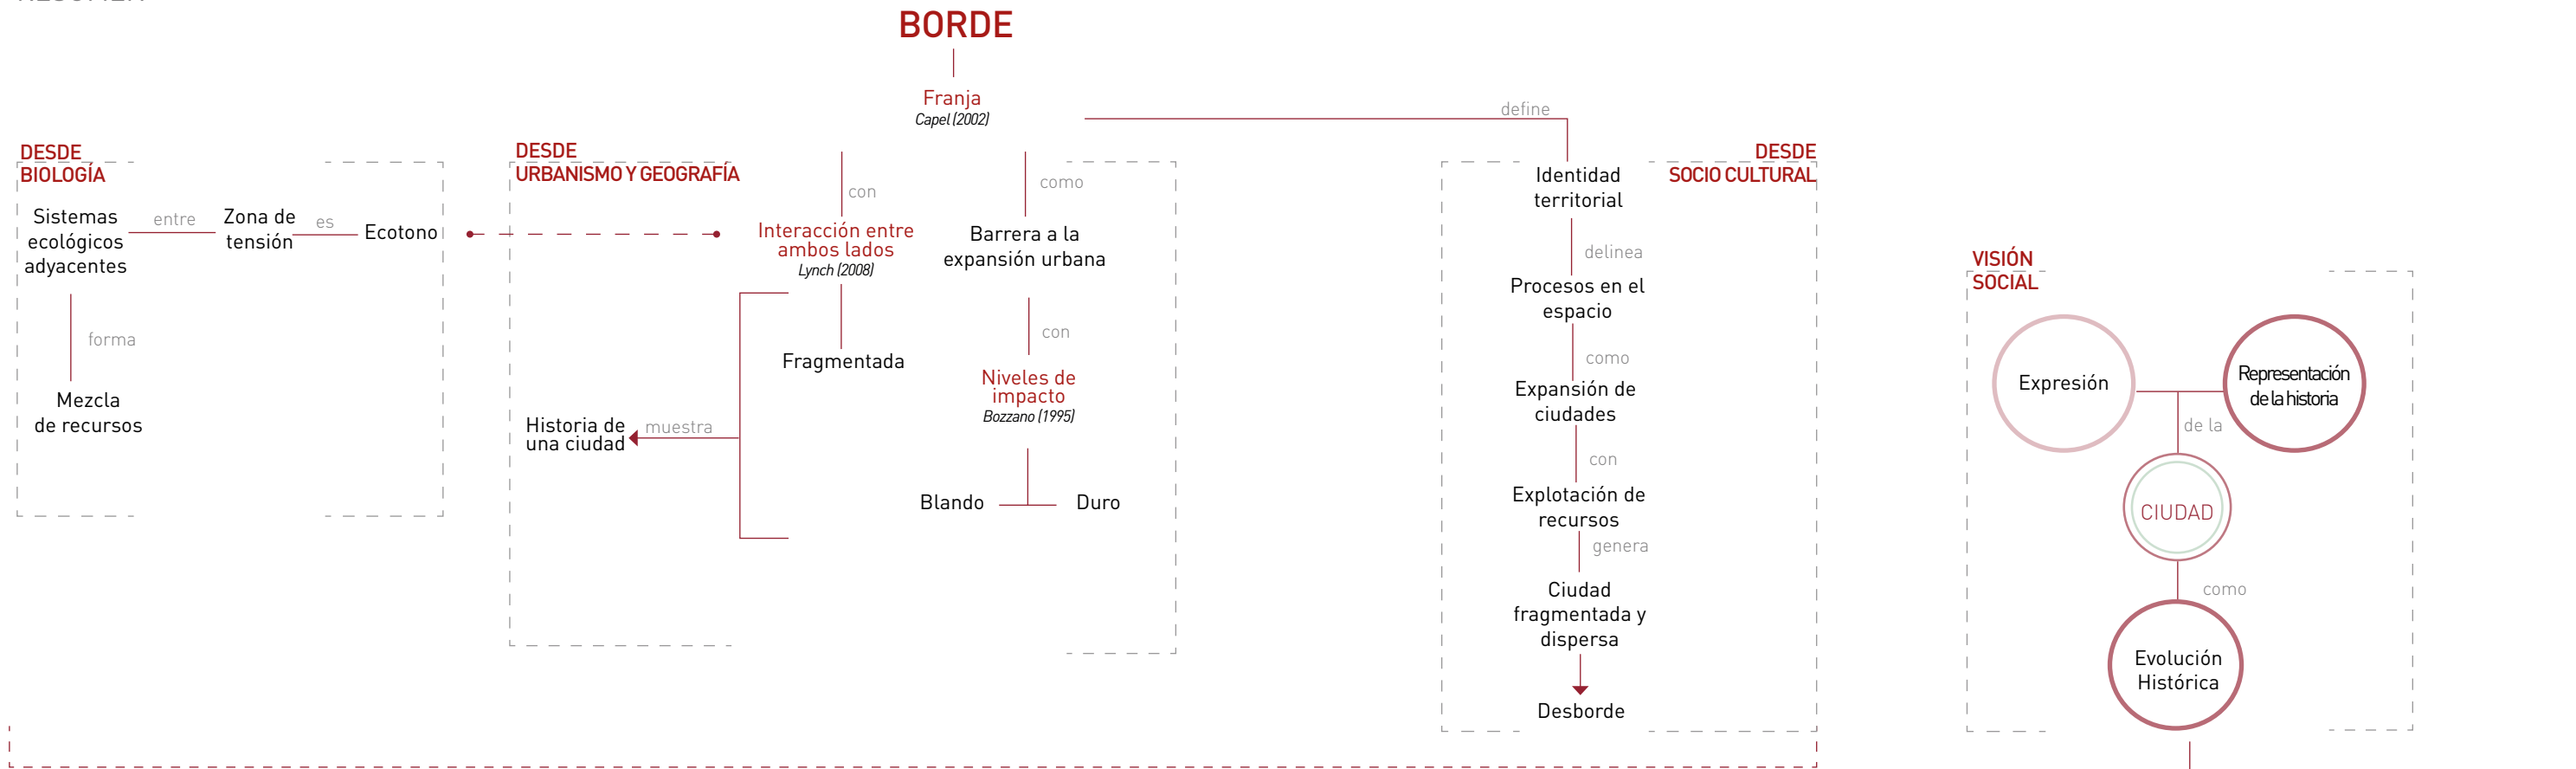 BORDE
Franja
Capel (2002)
define
DESDE
BIOLOGÍA
Sistemas
ecológicos
adyacentes
entre
Zona de
tensión
es
Ecotono
forma
Mezcla
de recursos
DESDE
URBANISMO Y GEOGRAFÍA
con
Interacción entre
ambos lados
Lynch (2008)
Fragmentada
muestra
Historia de
una ciudad
como
Barrera a la
expansión urbana
con
Niveles de
impacto
Bozzano (1995)
Blando
Duro
DESDE
SOCIO CULTURAL
Identidad
territorial
delinea
Procesos en el
espacio
como
Expansión de
ciudades
con
Explotación de
recursos
genera
Ciudad
fragmentada y
dispersa
Desborde
VISIÓN
SOCIAL
Expresión
Representación
de la historia
de la
CIUDAD
como
Evolución
Histórica